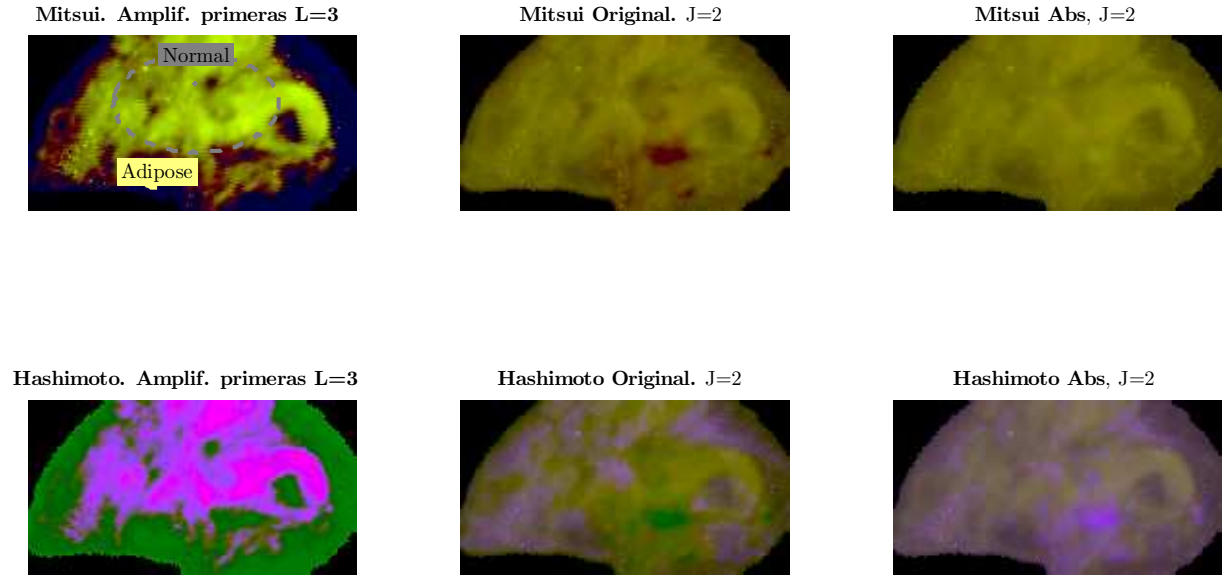 Mitsui. Amplif. primeras L=3
Mitsui Original. J=2
Mitsui Abs, J=2
Normal
Adipose
Hashimoto. Amplif. primeras L=3
Hashimoto Original. J=2
Hashimoto Abs, J=2